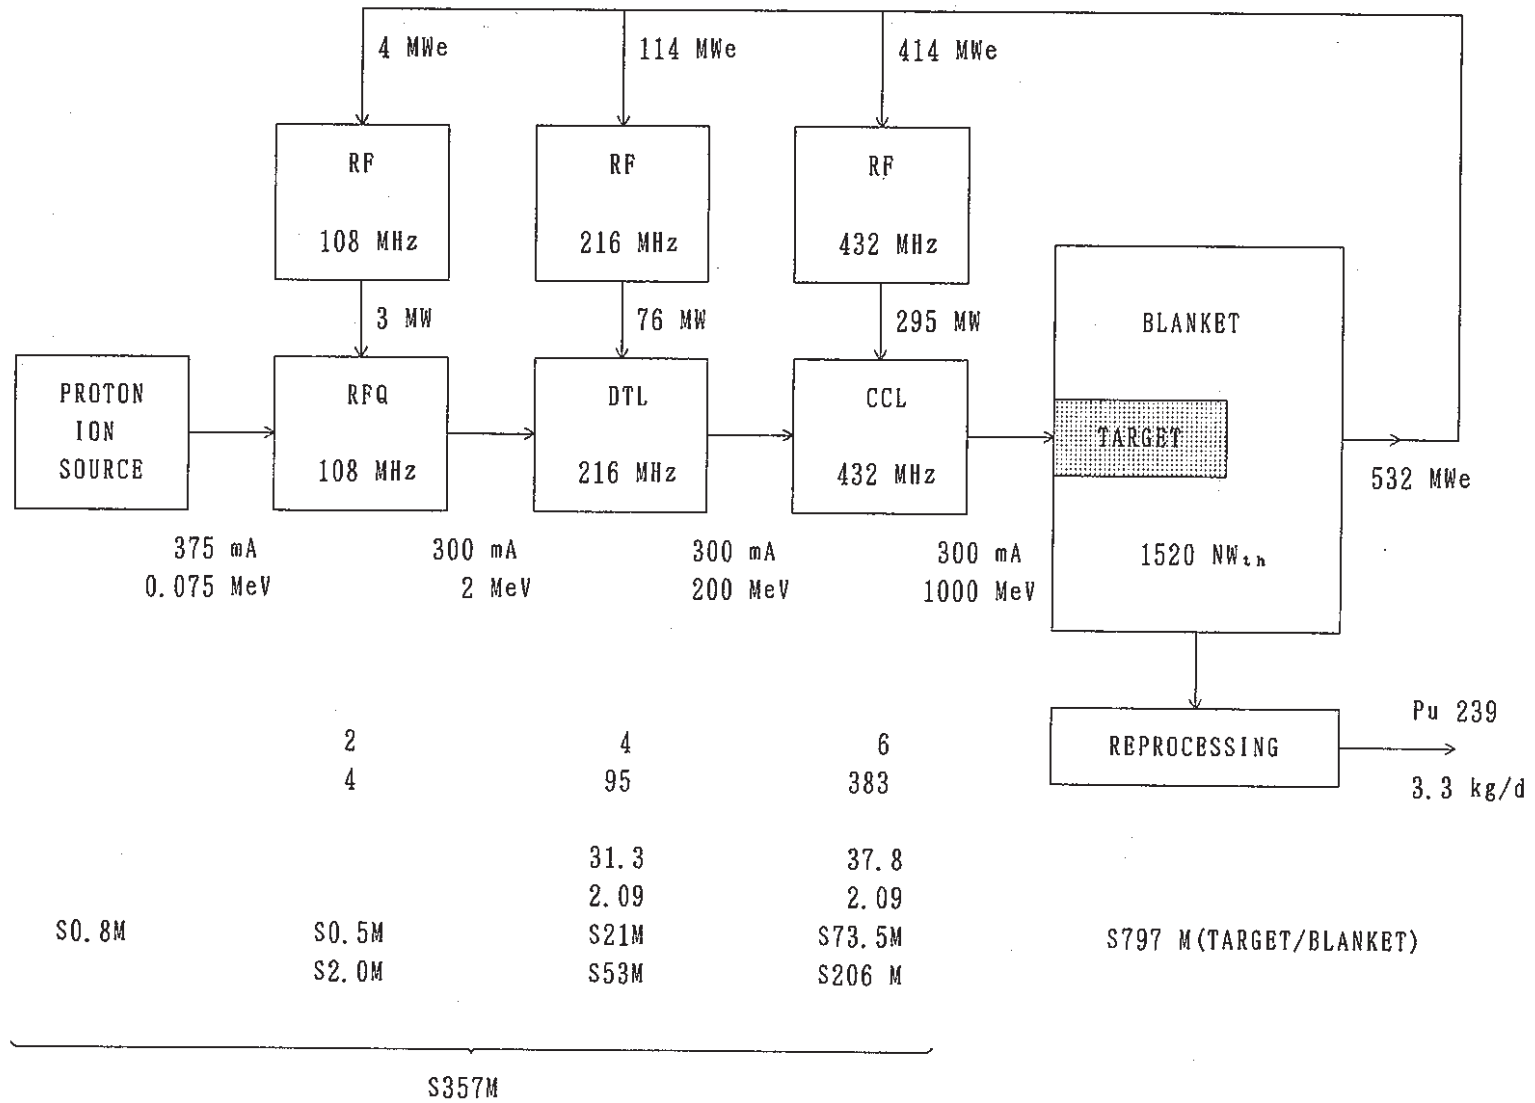 4 MWe
114 MWe
414 MWe
RF
108 MHz
RF
216 MHz
RF
432 MHz
3 MW
76 MW
295 MW
BLANKET
PROTON
ION
SOURCE
RFQ
108 MHz
DTL
216 MHz
CCL
432 MHz
TARGET
532 MWe
375 mA
0.075 MeV
300 mA
2 MeV
300 mA
200 MeV
300 mA
1000 MeV
1520 NWth
REPROCESSING
Pu 239
3.3 kg/d
2 4 6
4 95 383
31.3 37.8
2.09 2.09
S0.8M S0.5M S21M S73.5M S797 M(TARGET/BLANKET)
S2.0M S53M S206 M
S357M